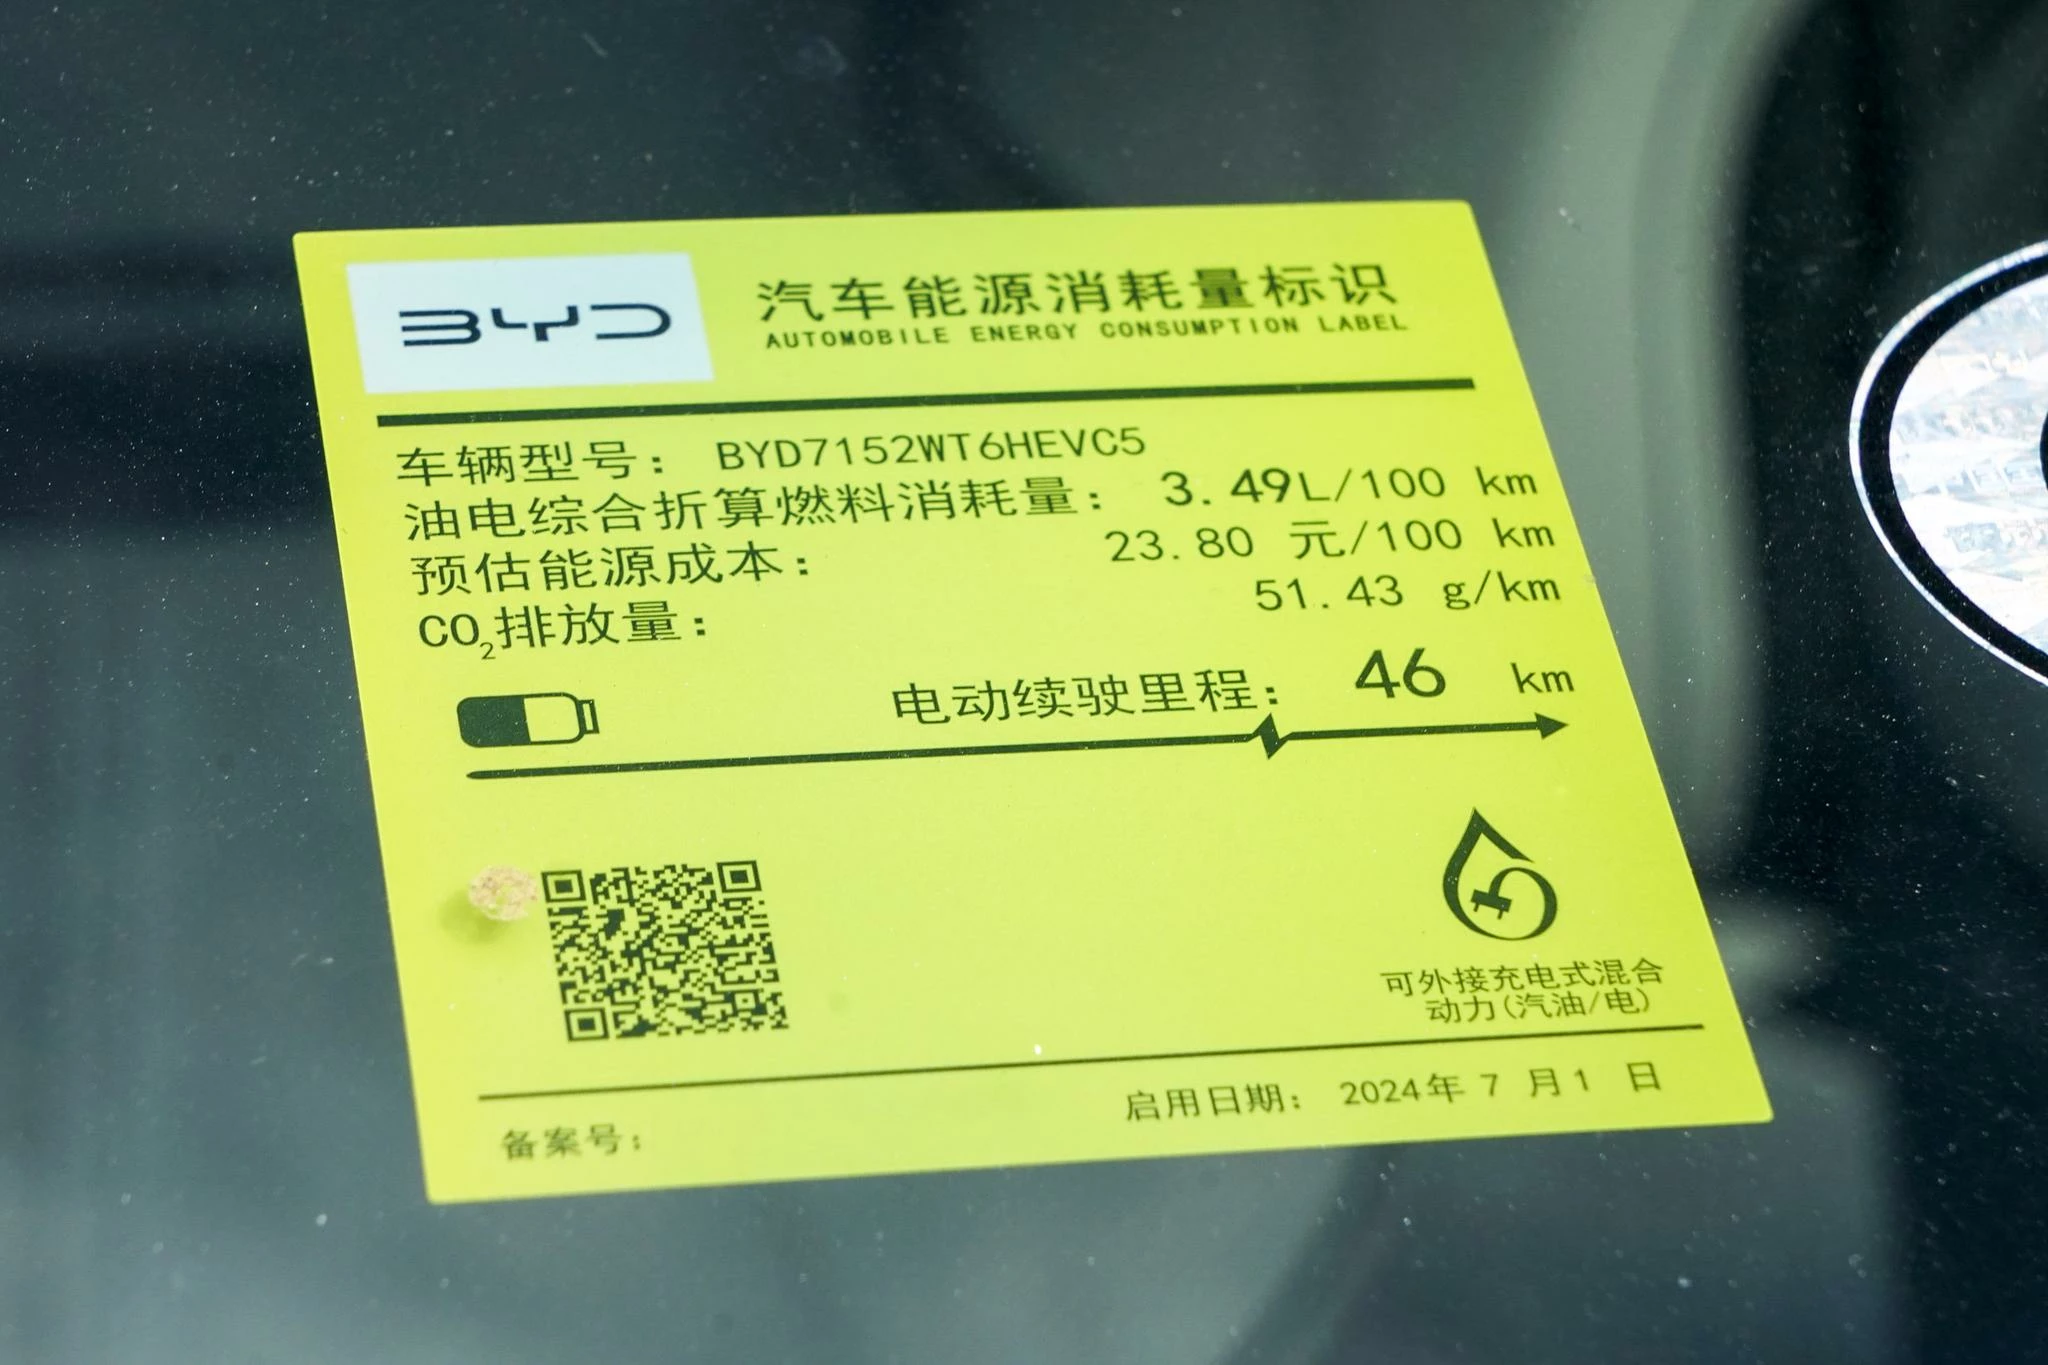 BYD
汽车能源消耗量标识
AUTOMOBILE ENERGY CONSUMPTION LABEL
车辆型号： BYD7152WT6HEVC5
油电综合折算燃料消耗量： 3.49L/100 km
预估能源成本： 23.80 元/100 km
CO₂排放量： 51.43 g/km
电动续驶里程： 46 km
可外接充电式混合
动力(汽油/电)
备案号： 启用日期： 2024年 7 月1 日